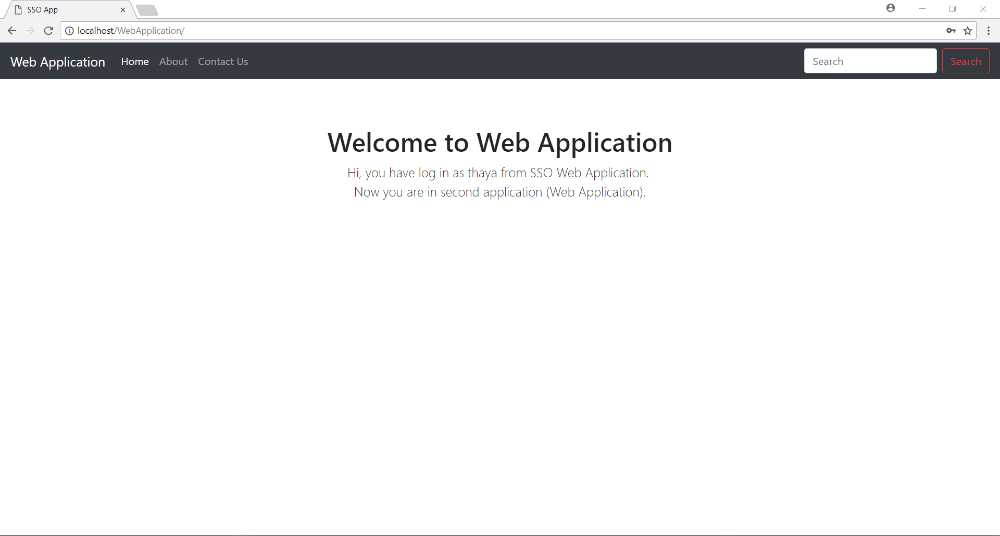 SSO App
localhost/WebApplication/
Web Application Home About Contact Us Search Search
Welcome to Web Application
Hi, you have log in as thaya from SSO Web Application.
Now you are in second application (Web Application).